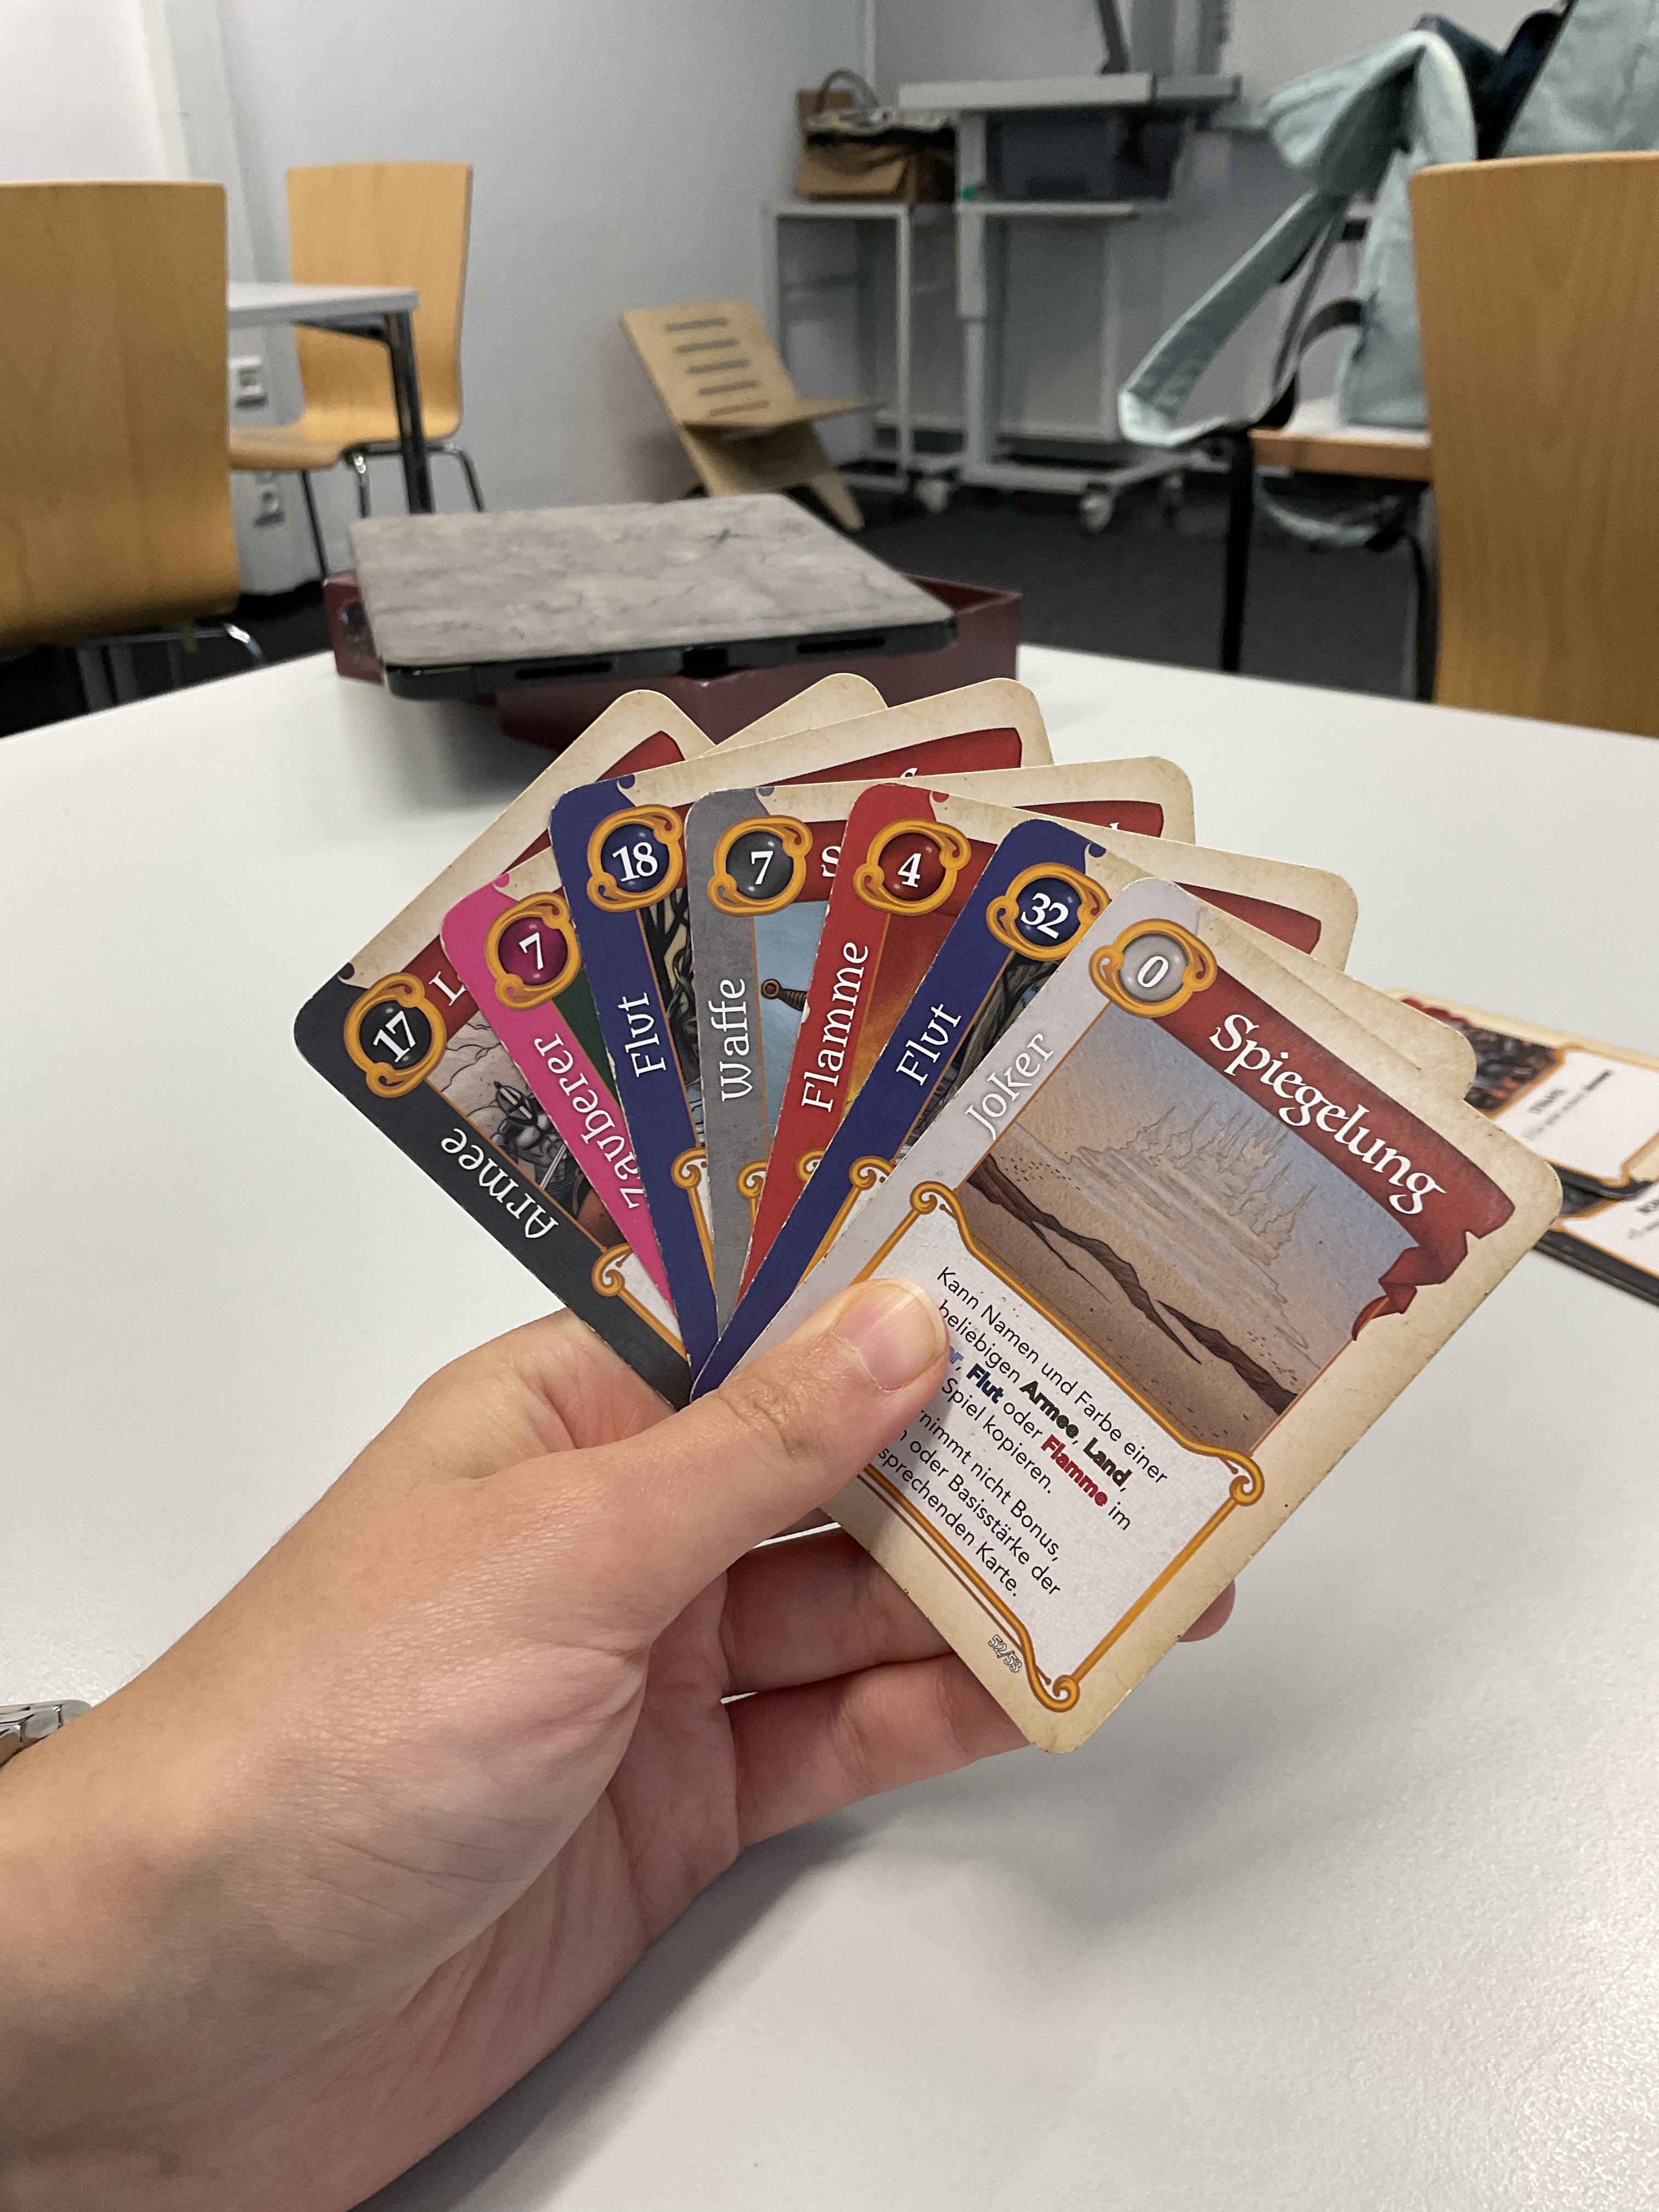 17
Armee
7
Zauberer
18
Flut
7
Waffe
4
Flamme
32
Flut
0
Joker
Spiegelung
Kann Namen und Farbe einer
beliebigen Armee, Land,
Flut oder Flamme im
Spiel kopieren.
nimmt nicht Bonus,
oder Basisstärke der
sprechenden Karte.
52/53